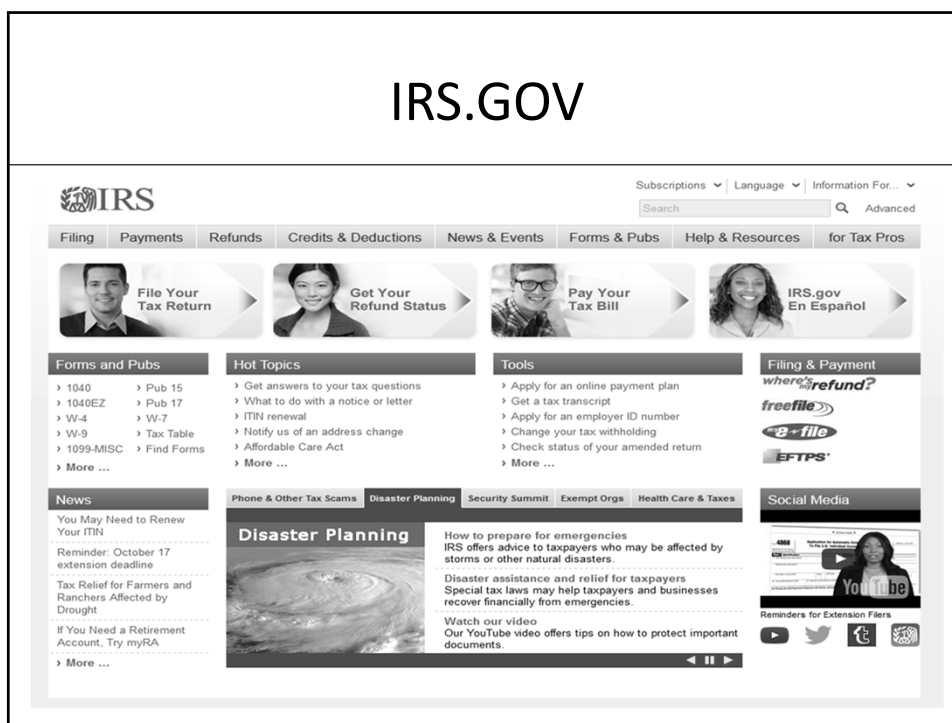 IRS.GOV
IRS
Subscriptions Language Information For...
Search Advanced
Filing Payments Refunds Credits & Deductions News & Events Forms & Pubs Help & Resources for Tax Pros
File Your
Tax Return
Get Your
Refund Status
Pay Your
Tax Bill
IRS.gov
En Español
Forms and Pubs
› 1040
› 1040EZ
› W-4
› W-9
› 1099-MISC
› Pub 15
› Pub 17
› W-7
› Tax Table
› Find Forms
› More ...
Hot Topics
› Get answers to your tax questions
› What to do with a notice or letter
› ITIN renewal
› Notify us of an address change
› Affordable Care Act
› More ...
Tools
› Apply for an online payment plan
› Get a tax transcript
› Apply for an employer ID number
› Change your tax withholding
› Check status of your amended return
› More ...
Filing & Payment
where's my refund?
freefile
my e-file
EFTPS
News
You May Need to Renew
Your ITIN
Reminder: October 17
extension deadline
Tax Relief for Farmers and
Ranchers Affected by
Drought
If You Need a Retirement
Account, Try myRA
› More ...
Phone & Other Tax Scams Disaster Planning Security Summit Exempt Orgs Health Care & Taxes
Disaster Planning
How to prepare for emergencies
IRS offers advice to taxpayers who may be affected by
storms or other natural disasters.
Disaster assistance and relief for taxpayers
Special tax laws may help taxpayers and businesses
recover financially from emergencies.
Watch our video
Our YouTube video offers tips on how to protect important
documents.
Social Media
4868
YouTube
Reminders for Extension Filers